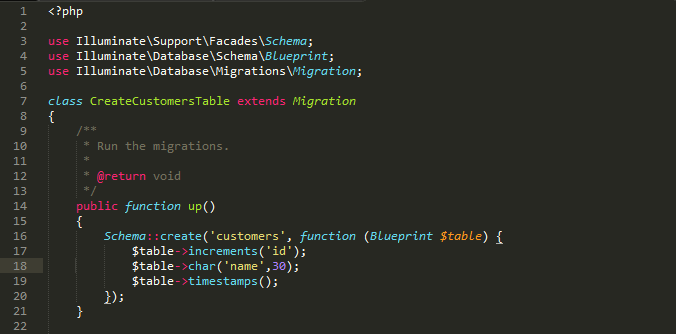 1 <?php
2
3 use Illuminate\Support\Facades\Schema;
4 use Illuminate\Database\Schema\Blueprint;
5 use Illuminate\Database\Migrations\Migration;
6
7 class CreateCustomersTable extends Migration
8 {
9     /**
10      * Run the migrations.
11      *
12      * @return void
13      */
14     public function up()
15     {
16         Schema::create('customers', function (Blueprint $table) {
17             $table->increments('id');
18             $table->char('name',30);
19             $table->timestamps();
20         });
21     }
22